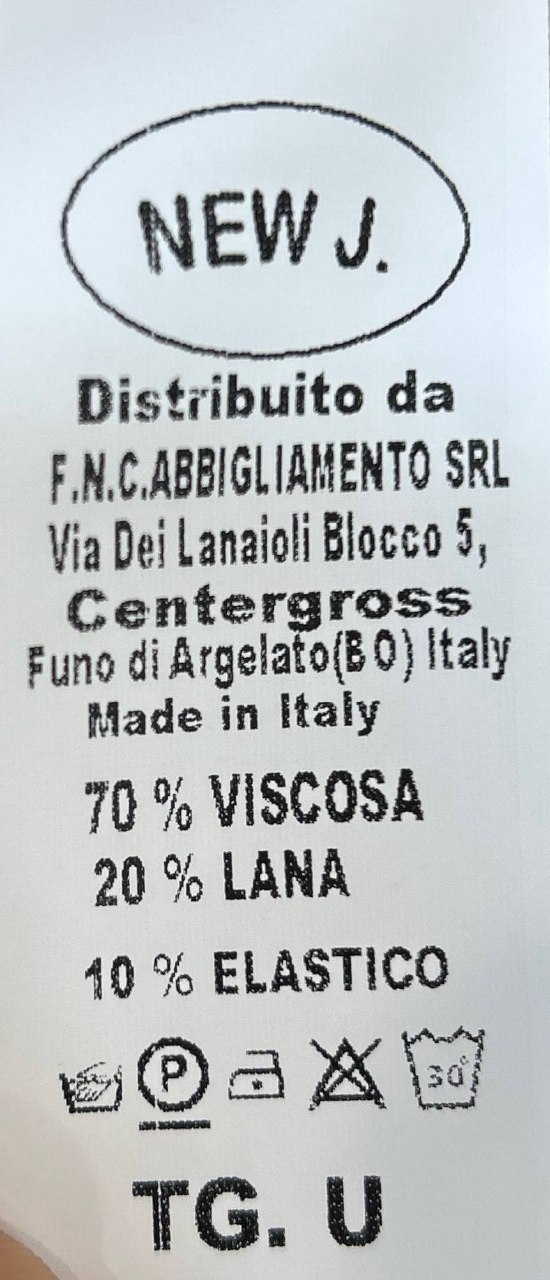 NEW J.
Distribuito da
F.N.C.ABBIGLIAMENTO SRL
Via Dei Lanaioli Blocco 5,
Centergross
Funo di Argelato(BO) Italy
Made in Italy
70 % VISCOSA
20 % LANA
10 % ELASTICO
P 30°
TG. U